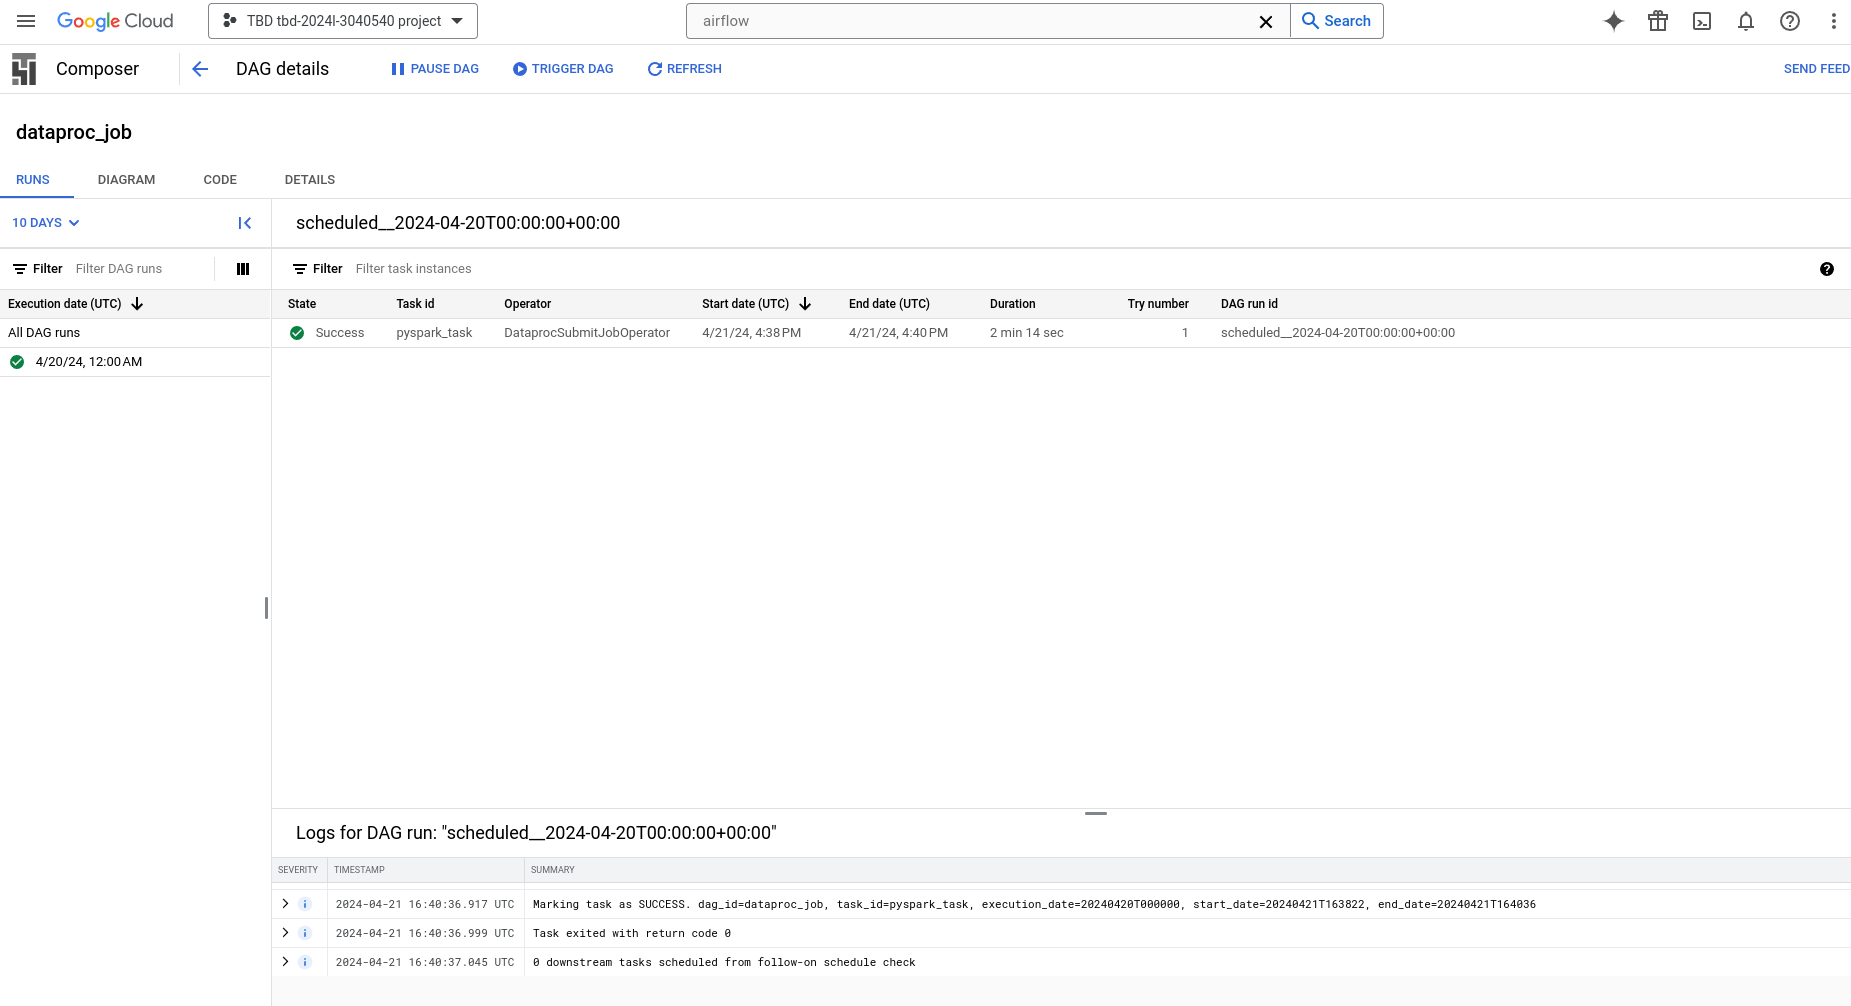 Google Cloud TBD tbd-2024l-3040540 project airflow Search
Composer DAG details PAUSE DAG TRIGGER DAG REFRESH SEND FEED
dataproc_job
RUNS DIAGRAM CODE DETAILS
10 DAYS
scheduled__2024-04-20T00:00:00+00:00
Filter Filter DAG runs
Filter Filter task instances
Execution date (UTC)
All DAG runs
4/20/24, 12:00 AM
State Task id Operator Start date (UTC) End date (UTC) Duration Try number DAG run id
Success pyspark_task DataprocSubmitJobOperator 4/21/24, 4:38 PM 4/21/24, 4:40 PM 2 min 14 sec 1 scheduled__2024-04-20T00:00:00+00:00
Logs for DAG run: "scheduled__2024-04-20T00:00:00+00:00"
SEVERITY TIMESTAMP SUMMARY
2024-04-21 16:40:36.917 UTC Marking task as SUCCESS. dag_id=dataproc_job, task_id=pyspark_task, execution_date=20240420T000000, start_date=20240421T163822, end_date=20240421T164036
2024-04-21 16:40:36.999 UTC Task exited with return code 0
2024-04-21 16:40:37.045 UTC 0 downstream tasks scheduled from follow-on schedule check